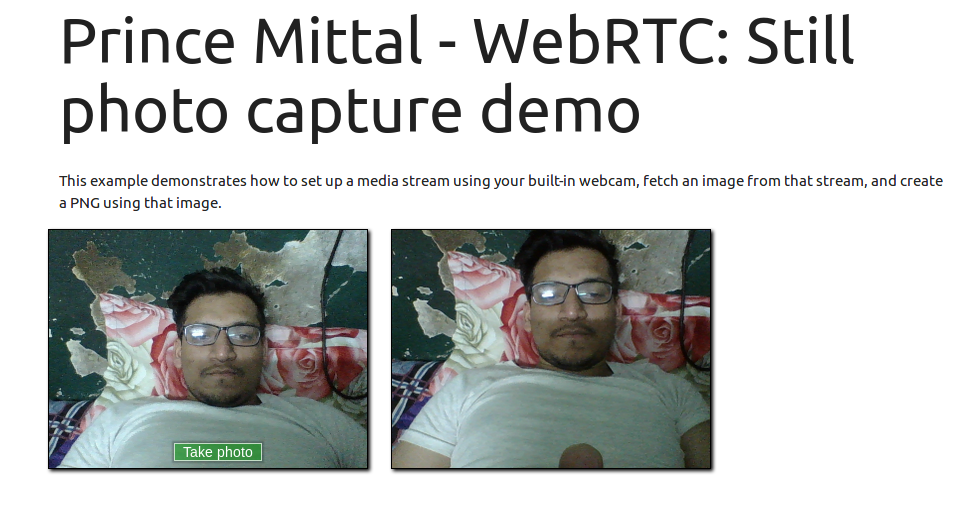 Prince Mittal - WebRTC: Still
photo capture demo
This example demonstrates how to set up a media stream using your built-in webcam, fetch an image from that stream, and create
a PNG using that image.
Take photo